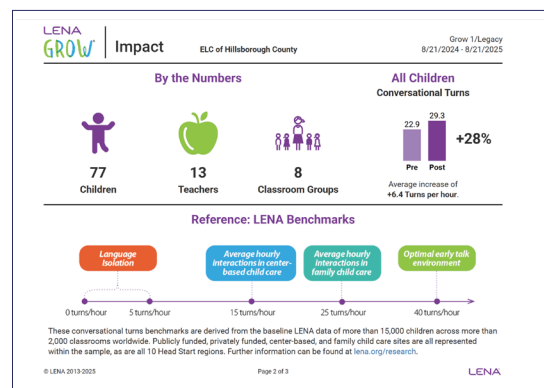 LENA
GROW
Impact
ELC of Hillsborough County
Grow 1/Legacy
8/21/2024 - 8/21/2025
By the Numbers
77
Children
13
Teachers
8
Classroom Groups
All Children
Conversational Turns
22.9
29.3
+28%
Pre
Post
Average increase of
+6.4 Turns per hour.
Reference: LENA Benchmarks
Language
Isolation
Average hourly
interactions in center-
based child care
Average hourly
interactions in
family child care
Optimal early talk
environment
0 turns/hour
5 turns/hour
15 turns/hour
25 turns/hour
40 turns/hour
These conversational turns benchmarks are derived from the baseline LENA data of more than 15,000 children across more than
2,000 classrooms worldwide. Publicly funded, privately funded, center-based, and family child care sites are all represented
within the sample, as are all 10 Head Start regions. Further information can be found at lena.org/research.
© LENA 2013-2025
Page 2 of 3
LENA